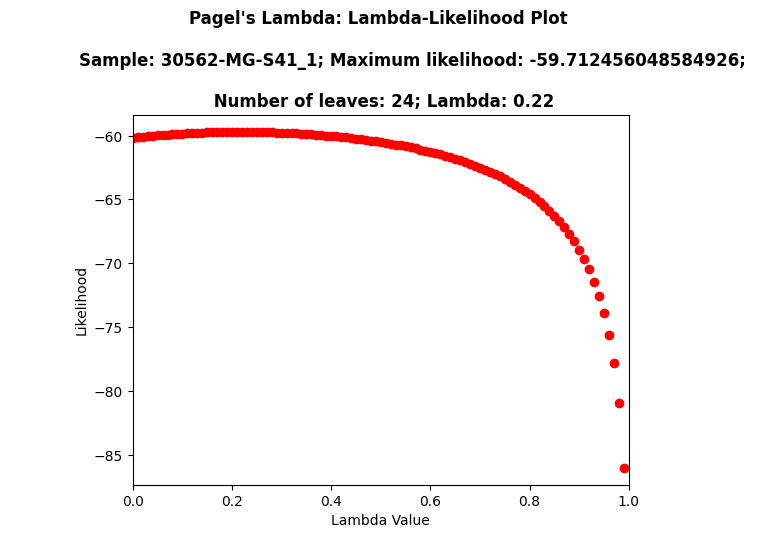 Pagel's Lambda: Lambda-Likelihood Plot
Sample: 30562-MG-S41_1; Maximum likelihood: -59.712456048584926;
Number of leaves: 24; Lambda: 0.22
−60
−65
−70
−75
−80
−85
Likelihood
0.0 0.2 0.4 0.6 0.8 1.0
Lambda Value